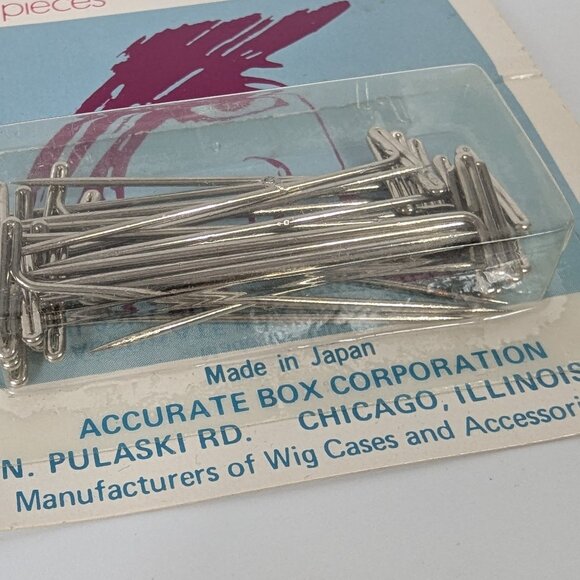 pieces
Made in Japan
ACCURATE BOX CORPORATION
N. PULASKI RD. CHICAGO, ILLINOIS
Manufacturers of Wig Cases and Accessori